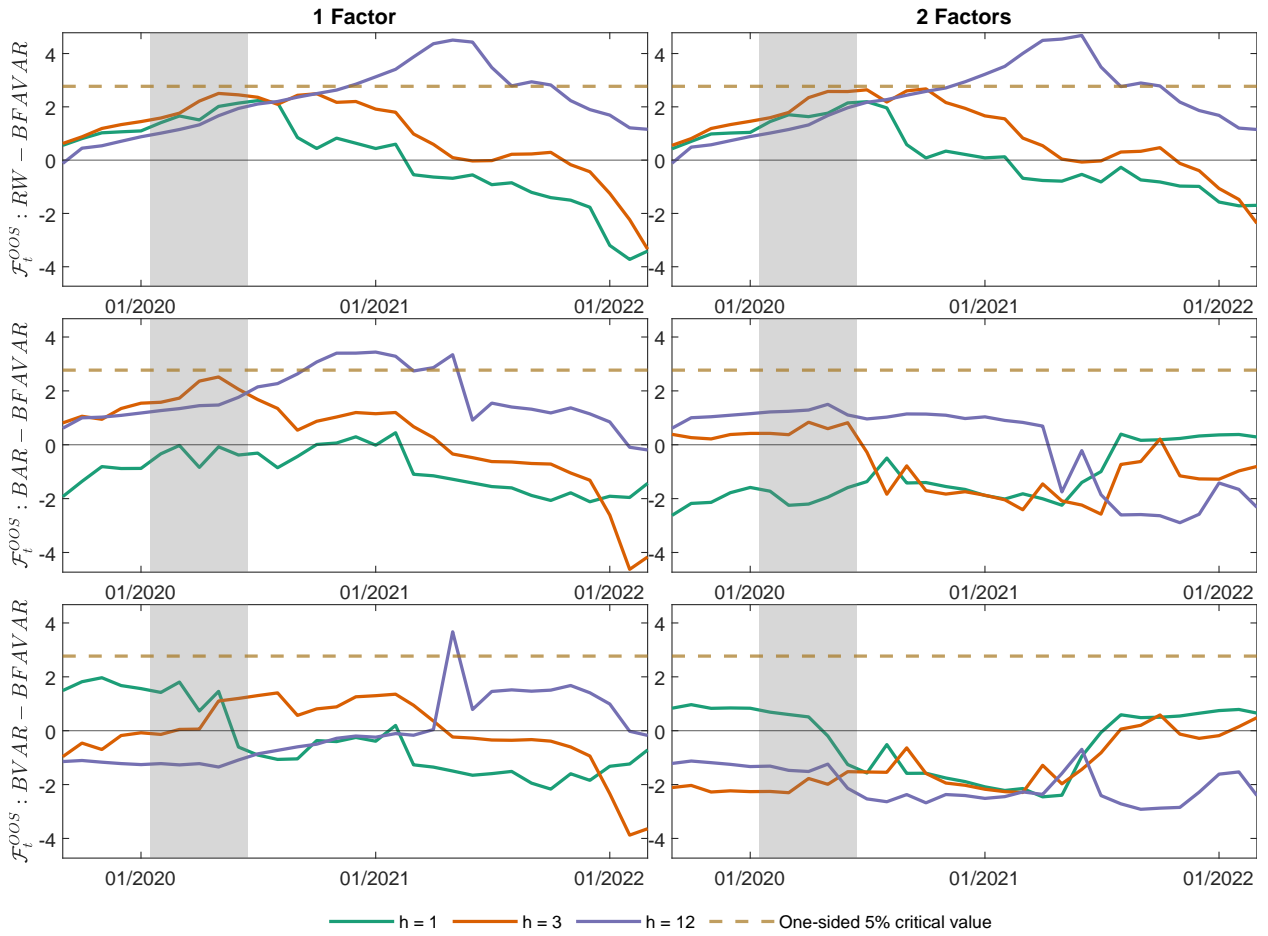 1 Factor 2 Factors
4 4
2 2
0 0
-2 -2
-4 -4
F_t^{OOS} : RW − BFAVAR
01/2020 01/2021 01/2022 01/2020 01/2021 01/2022
4 4
2 2
0 0
-2 -2
-4 -4
F_t^{OOS} : BAR − BFAVAR
01/2020 01/2021 01/2022 01/2020 01/2021 01/2022
4 4
2 2
0 0
-2 -2
-4 -4
F_t^{OOS} : BVAR − BFAVAR
01/2020 01/2021 01/2022 01/2020 01/2021 01/2022
h = 1 h = 3 h = 12 One-sided 5% critical value